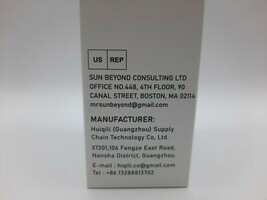 US REP
SUN BEYOND CONSULTING LTD
OFFICE NO.448, 4TH FLOOR, 90
CANAL STREET, BOSTON, MA 02114
mrsunbeyond@gmail.com
MANUFACTURER:
Huiqili (Guangzhou) Supply
Chain Technology Co., Ltd
X1301,106 Fengze East Road,
Nansha District, Guangzhou.
E-mail: hiqili.co@gmail.com
Tel: +86 13288813702